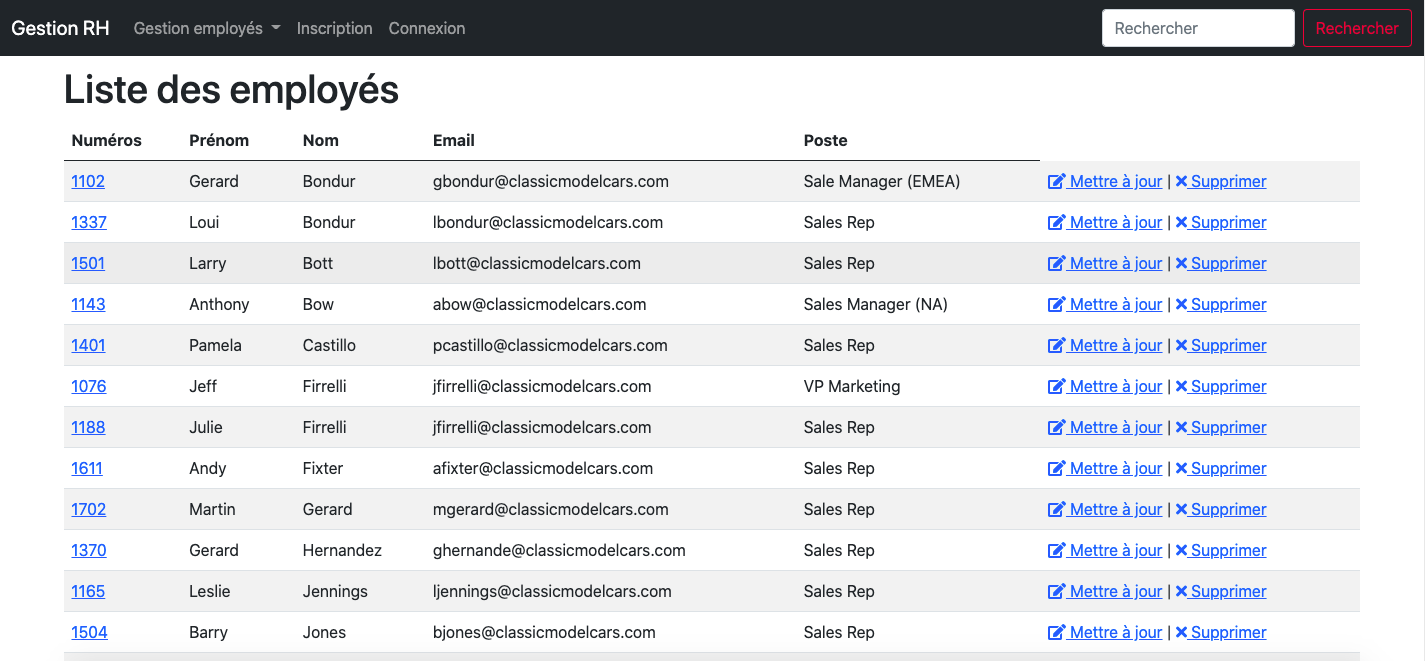 Gestion RH Gestion employés Inscription Connexion Rechercher Rechercher
Liste des employés
Numéros Prénom Nom Email Poste
1102 Gerard Bondur gbondur@classicmodelcars.com Sale Manager (EMEA) Mettre à jour | Supprimer
1337 Loui Bondur lbondur@classicmodelcars.com Sales Rep Mettre à jour | Supprimer
1501 Larry Bott lbott@classicmodelcars.com Sales Rep Mettre à jour | Supprimer
1143 Anthony Bow abow@classicmodelcars.com Sales Manager (NA) Mettre à jour | Supprimer
1401 Pamela Castillo pcastillo@classicmodelcars.com Sales Rep Mettre à jour | Supprimer
1076 Jeff Firrelli jfirrelli@classicmodelcars.com VP Marketing Mettre à jour | Supprimer
1188 Julie Firrelli jfirrelli@classicmodelcars.com Sales Rep Mettre à jour | Supprimer
1611 Andy Fixter afixter@classicmodelcars.com Sales Rep Mettre à jour | Supprimer
1702 Martin Gerard mgerard@classicmodelcars.com Sales Rep Mettre à jour | Supprimer
1370 Gerard Hernandez ghernande@classicmodelcars.com Sales Rep Mettre à jour | Supprimer
1165 Leslie Jennings ljennings@classicmodelcars.com Sales Rep Mettre à jour | Supprimer
1504 Barry Jones bjones@classicmodelcars.com Sales Rep Mettre à jour | Supprimer